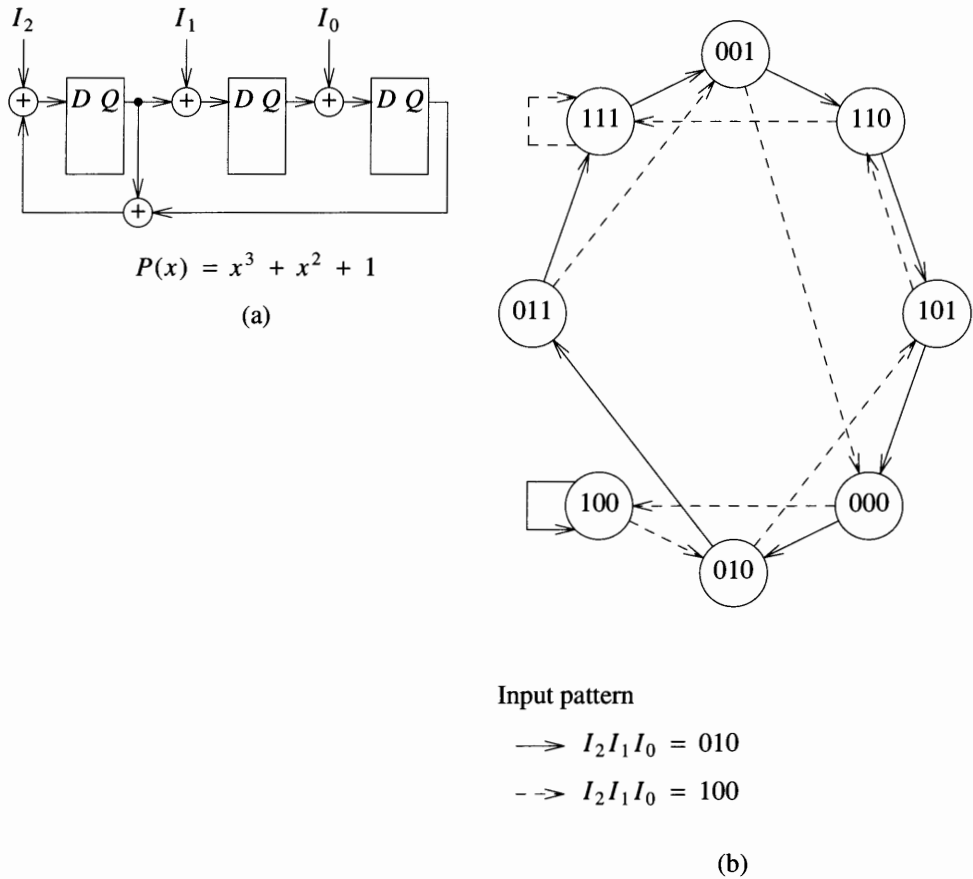 I₂ I₁ I₀
+ D Q + D Q + D Q
+
P(x) = x³ + x² + 1
(a)
001
111
110
011
101
100
000
010
Input pattern
I₂I₁I₀ = 010
I₂I₁I₀ = 100
(b)